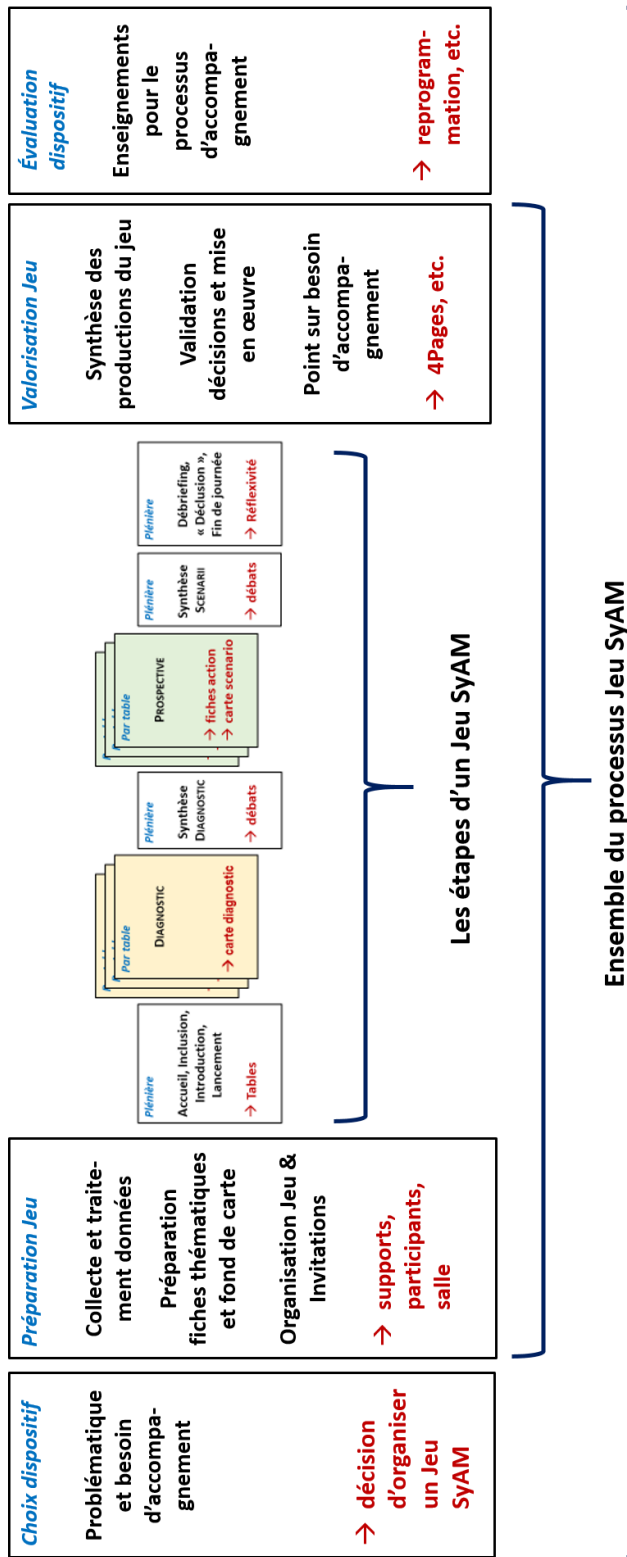 Choix dispositif
Problématique
et besoin
d’accompa-
gnement
→ décision
d’organiser
un Jeu
SyAM
Préparation Jeu
Collecte et traite-
ment données
Préparation
fiches thématiques
et fond de carte
Organisation Jeu &
Invitations
→ supports,
participants,
salle
Plénière
Accueil, Inclusion,
Introduction,
Lancement
→ Tables
Par table
DIAGNOSTIC
→ carte diagnostic
Plénière
Synthèse
DIAGNOSTIC
→ débats
Par table
PROSPECTIVE
→ fiches action
→ carte scenario
Plénière
Synthèse
SCENARII
→ débats
Plénière
Débriefing,
« Déclusion »,
Fin de journée
→ Réflexivité
Les étapes d’un Jeu SyAM
Valorisation Jeu
Synthèse des
productions du jeu
Validation
décisions et mise
en œuvre
Point sur besoin
d’accompa-
gnement
→ 4Pages, etc.
Évaluation
dispositif
Enseignements
pour le
processus
d’accompa-
gnement
→ reprogram-
mation, etc.
Ensemble du processus Jeu SyAM